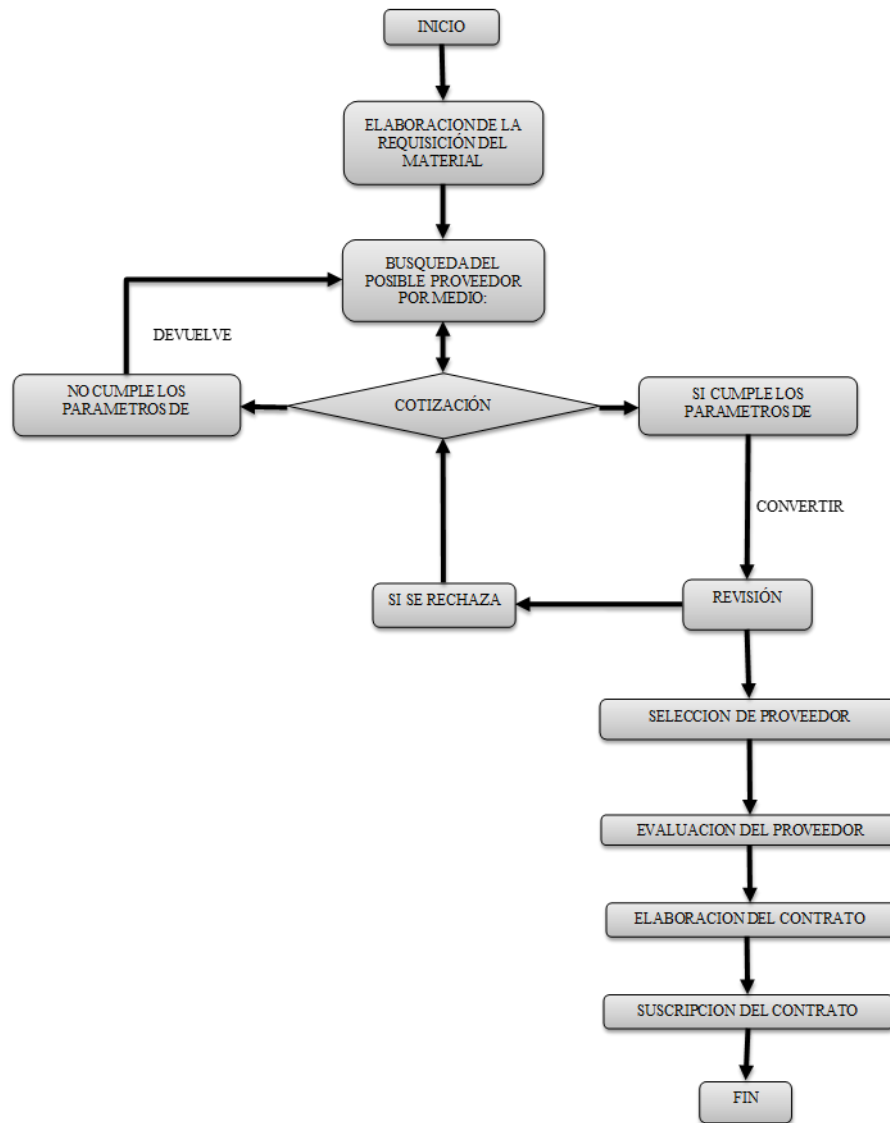 INICIO
ELABORACION DE LA
REQUISICIÓN DEL
MATERIAL
BUSQUEDA DEL
POSIBLE PROVEEDOR
POR MEDIO:
DEVUELVE
NO CUMPLE LOS
PARAMETROS DE
COTIZACIÓN
SI CUMPLE LOS
PARAMETROS DE
CONVERTIR
SI SE RECHAZA
REVISIÓN
SELECCION DE PROVEEDOR
EVALUACION DEL PROVEEDOR
ELABORACION DEL CONTRATO
SUSCRIPCION DEL CONTRATO
FIN